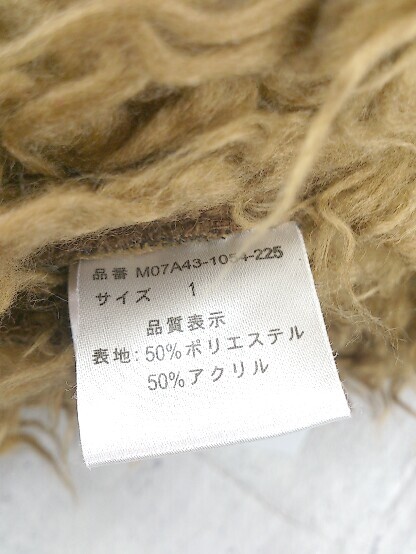 品番 M07A43-1054-225
サイズ 1
品質表示
表地:50%ポリエステル
50%アクリル